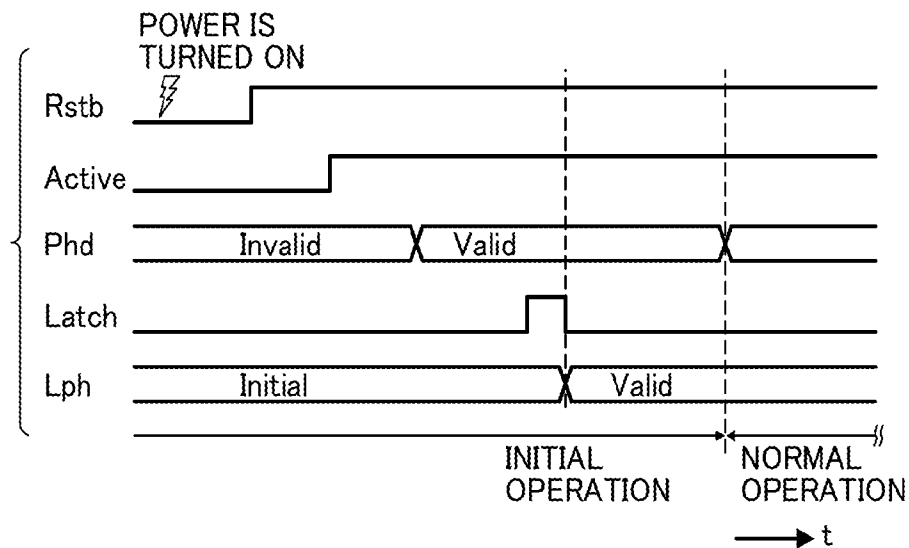 POWER IS
TURNED ON
Rstb
Active
Phd Invalid Valid
Latch
Lph Initial Valid
INITIAL
OPERATION
NORMAL
OPERATION
t